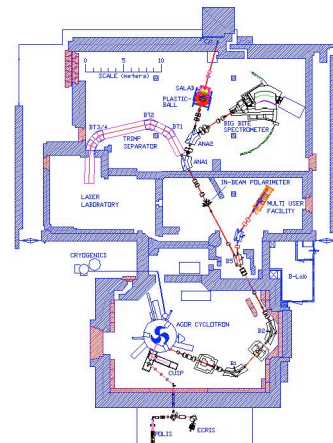 0 5 10
SCALE (meters)
SALAD
PLASTIC-
BALL
BIG BITE
SPECTROMETER
BT2
BT3/4
BT1
TRIMP
SEPARATOR
ANA2
ANA1
LASER
LABORATORY
IN-BEAM POLARIMETER
MULTI USER
FACILITY
CRYOGENICS
B5
B-Lab
AGOR CYCLOTRON
B2
B1
CUSP
POLIS
ECRIS